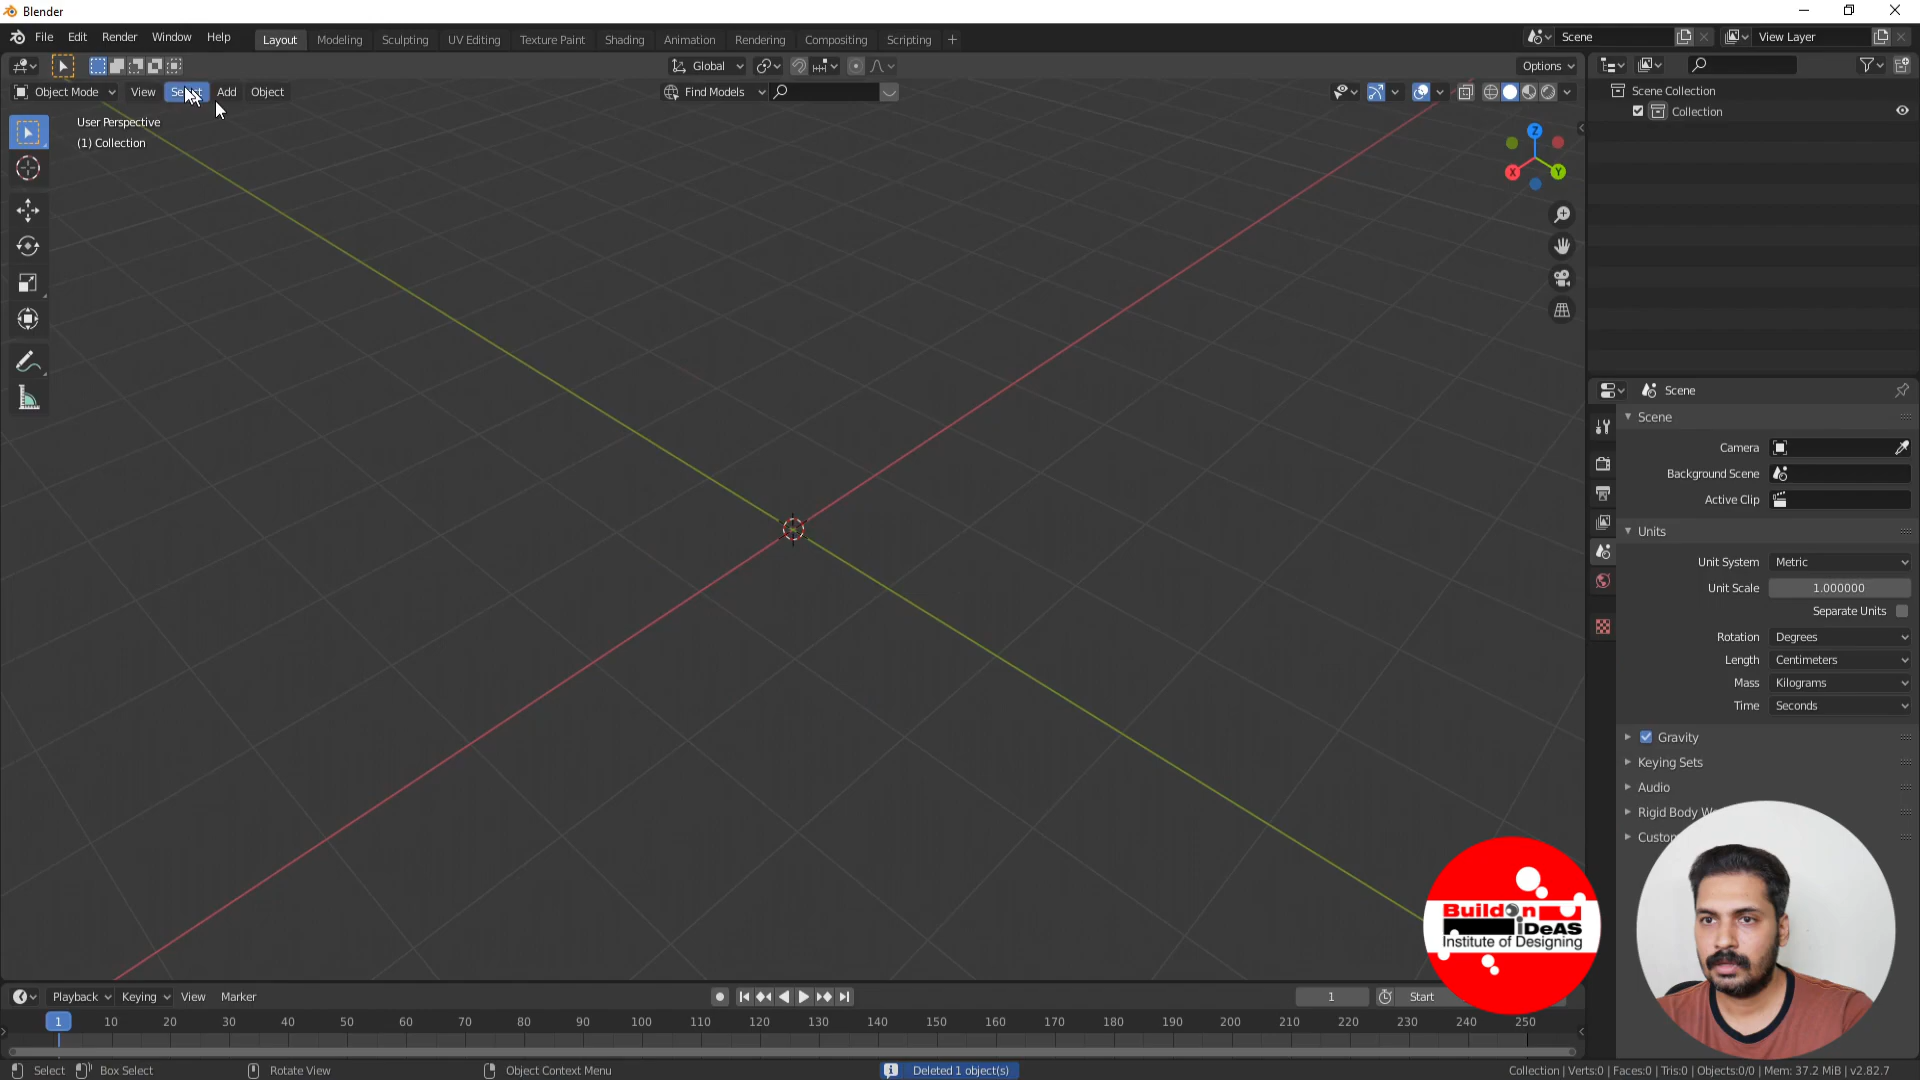 Blender
File Edit Render Window Help Layout Modeling Sculpting UV Editing Texture Paint Shading Animation Rendering Compositing Scripting + Scene View Layer
Global Options
Object Mode View Select Add Object Find Models
User Perspective
(1) Collection
Z
X Y
Scene Collection
Collection
Scene
Scene
Camera
Background Scene
Active Clip
Units
Unit System Metric
Unit Scale 1.000000
Separate Units
Rotation Degrees
Length Centimeters
Mass Kilograms
Time Seconds
Gravity
Keying Sets
Audio
Rigid Body
Custom
Build on
iDeAS
Institute of Designing
Playback Keying View Marker 1 Start
1 10 20 30 40 50 60 70 80 90 100 110 120 130 140 150 160 170 180 190 200 210 220 230 240 250
Select Box Select Rotate View Object Context Menu Deleted 1 object(s) Collection | Verts:0 | Faces:0 | Tris:0 | Objects:0/0 | Mem: 37.2 MiB | v2.82.7